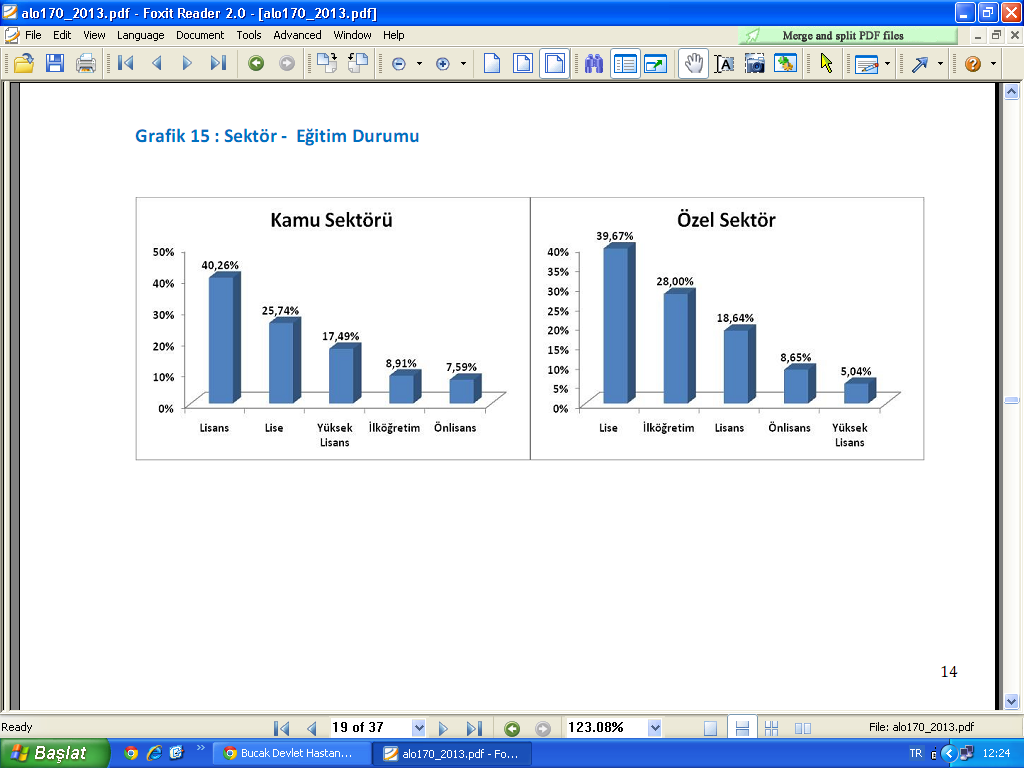 alo170_2013.pdf - Foxit Reader 2.0 - [alo170_2013.pdf]
File Edit View Language Document Tools Advanced Window Help
Merge and split PDF files
Grafik 15 : Sektör - Eğitim Durumu
Kamu Sektörü
50%
40%
30%
20%
10%
0%
40,26%
25,74%
17,49%
8,91%
7,59%
Lisans Lise Yüksek Lisans İlköğretim Önlisans
Özel Sektör
40%
35%
30%
25%
20%
15%
10%
5%
0%
39,67%
28,00%
18,64%
8,65%
5,04%
Lise İlköğretim Lisans Önlisans Yüksek Lisans
14
Ready
19 of 37
123.08%
File: alo170_2013.pdf
Başlat
Bucak Devlet Hastan...
alo170_2013.pdf - Fo...
TR
12:24